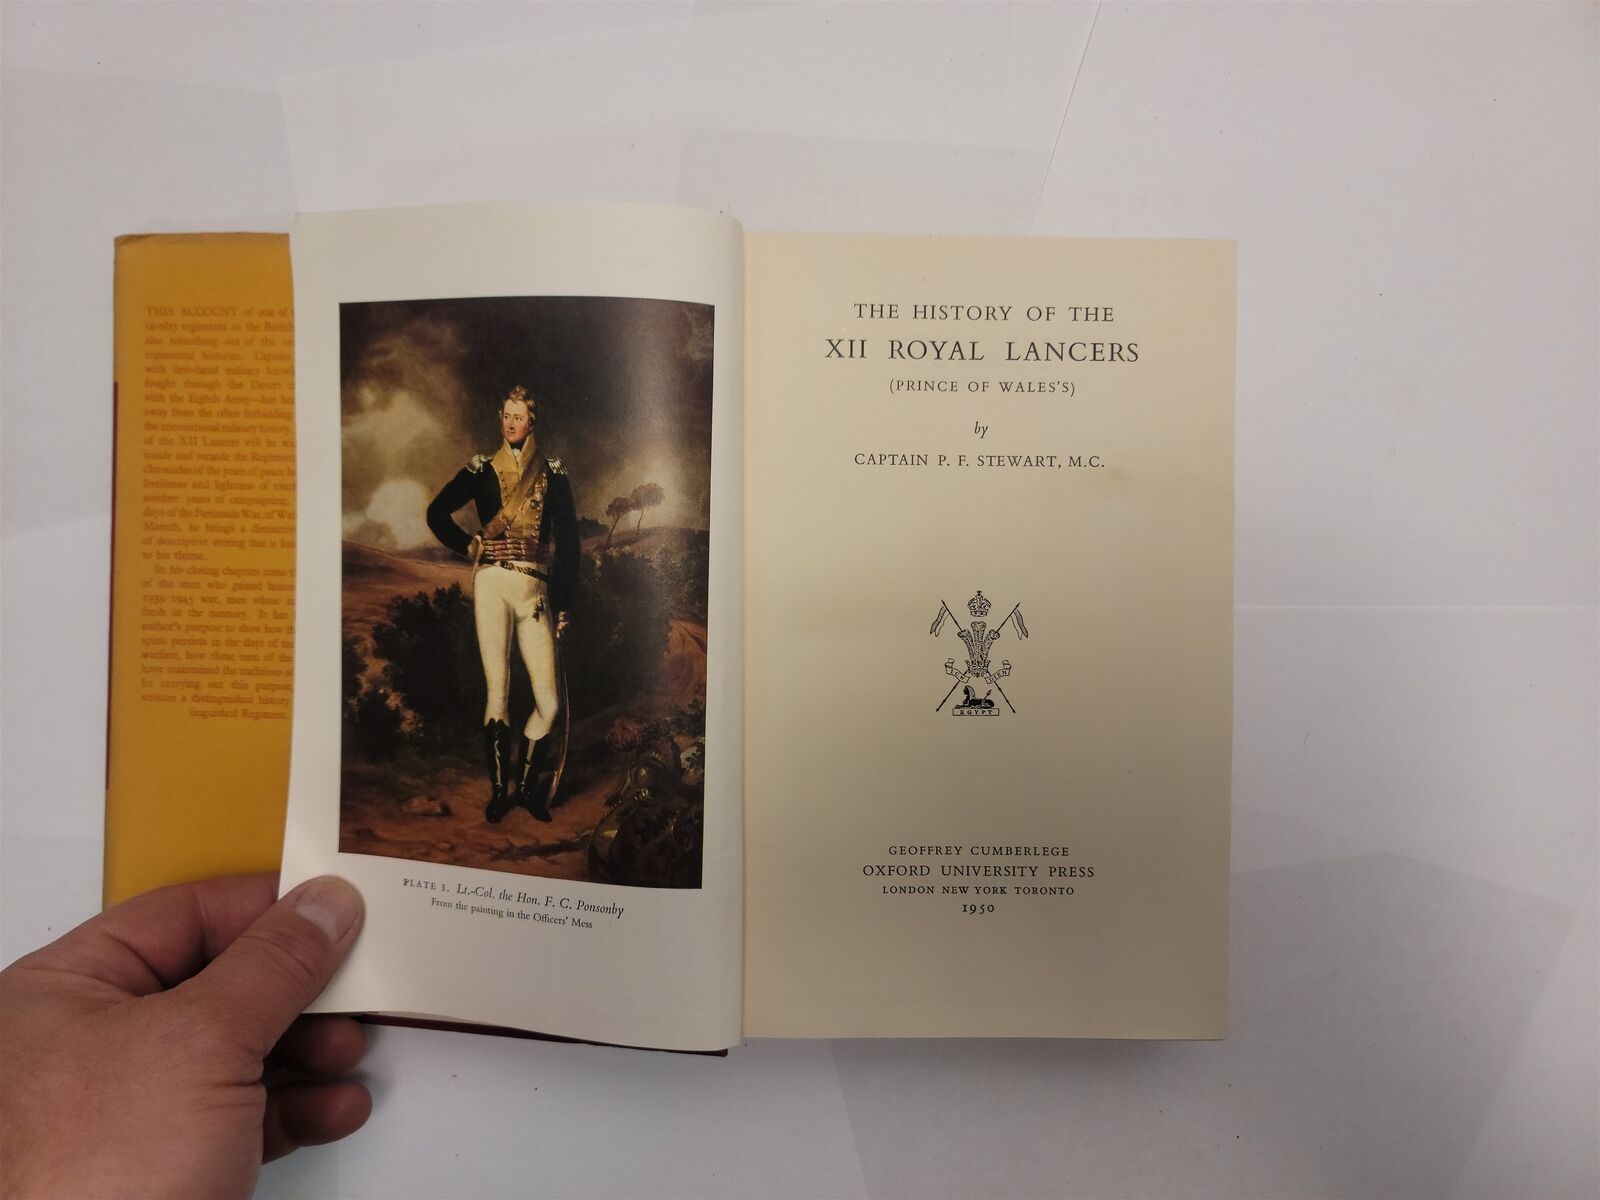 THIS ACCOUNT of one of
cavalry regiments in the British
also something out of the
regimental histories. Captain
with first-hand military
fought through the Desert
with the Eighth Army—has
away from the often forbidding
the conventional military history.
of the XII Lancers will be
inside and outside the Regiment
chronicles of the years of peace
liveliness and lightness of
sombre years of campaigning,
days of the Peninsula War, of
Mareth, he brings a distinctive
of descriptive writing that is
to his theme.
In his closing chapters come
of the men who gained
1939 1945 war, men whose
fresh in the memory. It has
author's purpose to show how
spirit persists in the days of
warfare, how these men of the
have maintained the traditions of
In carrying out this purpose,
written a distinguished history
tinguished Regiment.
PLATE 1. Lt.-Col. the Hon. F. C. Ponsonby
From the painting in the Officers' Mess
THE HISTORY OF THE
XII ROYAL LANCERS
(PRINCE OF WALES'S)
by
CAPTAIN P. F. STEWART, M.C.
ICH DIEN
EGYPT
GEOFFREY CUMBERLEGE
OXFORD UNIVERSITY PRESS
LONDON NEW YORK TORONTO
1950